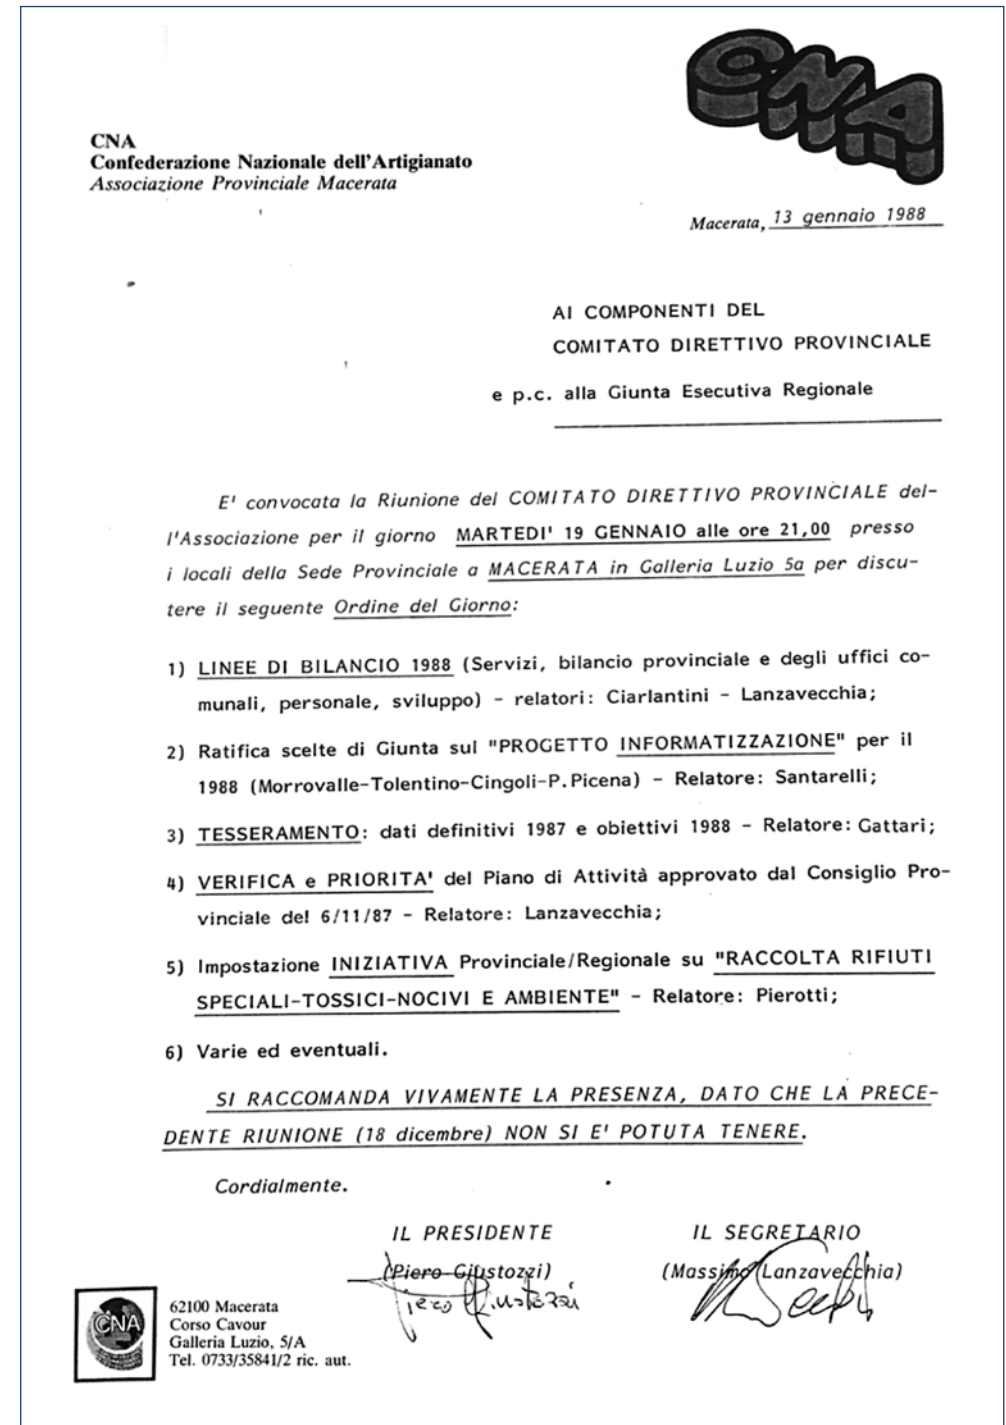 CNA
CNA
Confederazione Nazionale dell'Artigianato
Associazione Provinciale Macerata
Macerata, 13 gennaio 1988
AI COMPONENTI DEL
COMITATO DIRETTIVO PROVINCIALE
e p.c. alla Giunta Esecutiva Regionale
E' convocata la Riunione del COMITATO DIRETTIVO PROVINCIALE del-
l'Associazione per il giorno MARTEDI' 19 GENNAIO alle ore 21,00 presso
i locali della Sede Provinciale a MACERATA in Galleria Luzio 5a per discu-
tere il seguente Ordine del Giorno:
1) LINEE DI BILANCIO 1988 (Servizi, bilancio provinciale e degli uffici co-
munali, personale, sviluppo) - relatori: Ciarlantini - Lanzavecchia;
2) Ratifica scelte di Giunta sul "PROGETTO INFORMATIZZAZIONE" per il
1988 (Morrovalle-Tolentino-Cingoli-P.Picena) - Relatore: Santarelli;
3) TESSERAMENTO: dati definitivi 1987 e obiettivi 1988 - Relatore: Gattari;
4) VERIFICA e PRIORITA' del Piano di Attività approvato dal Consiglio Pro-
vinciale del 6/11/87 - Relatore: Lanzavecchia;
5) Impostazione INIZIATIVA Provinciale/Regionale su "RACCOLTA RIFIUTI
SPECIALI-TOSSICI-NOCIVI E AMBIENTE" - Relatore: Pierotti;
6) Varie ed eventuali.
SI RACCOMANDA VIVAMENTE LA PRESENZA, DATO CHE LA PRECE-
DENTE RIUNIONE (18 dicembre) NON SI E' POTUTA TENERE.
Cordialmente.
IL PRESIDENTE
(Piero Giustozzi)
Piero Giustozzi
IL SEGRETARIO
(Massimo Lanzavecchia)
CNA
62100 Macerata
Corso Cavour
Galleria Luzio, 5/A
Tel. 0733/35841/2 ric. aut.